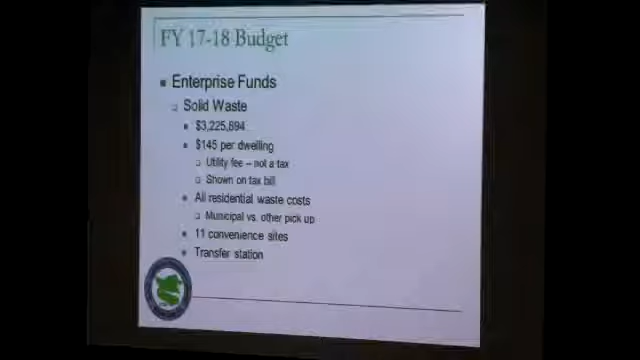 FY 17-18 Budget
Enterprise Funds
Solid Waste
$3,225,894
$145 per dwelling
Utility fee – not a tax
Shown on tax bill
All residential waste costs
Municipal vs. other pick up
11 convenience sites
Transfer station